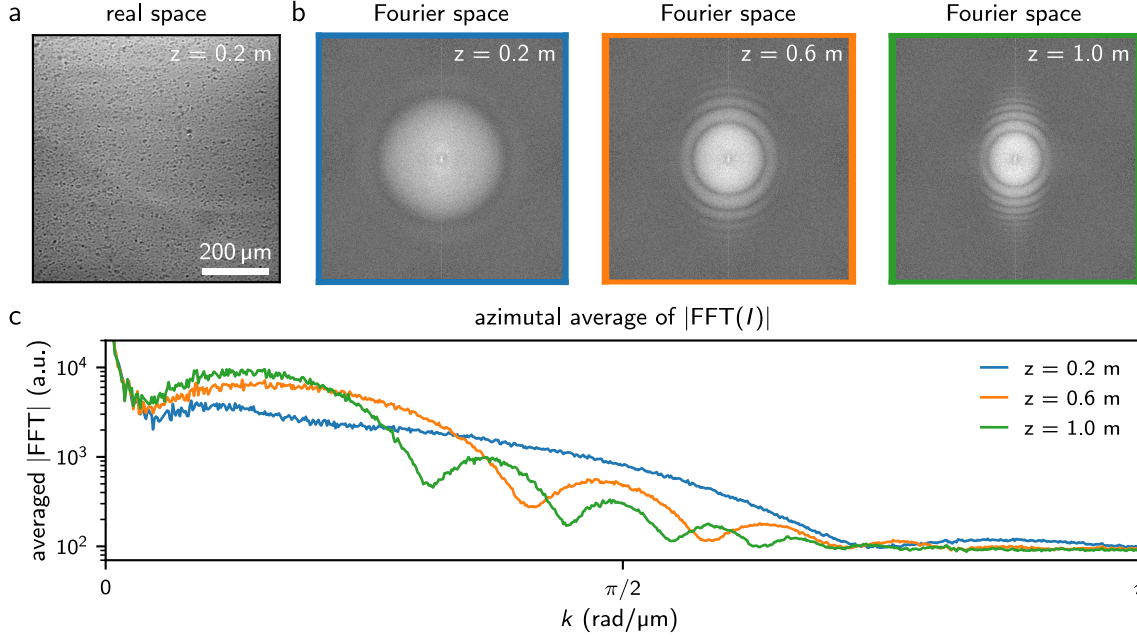 a
real space
z = 0.2 m
200 µm
b
Fourier space
z = 0.2 m
Fourier space
z = 0.6 m
Fourier space
z = 1.0 m
c
azimutal average of |FFT(I)|
averaged |FFT| (a.u.)
10⁴
10³
10²
z = 0.2 m
z = 0.6 m
z = 1.0 m
0
π/2
k (rad/µm)